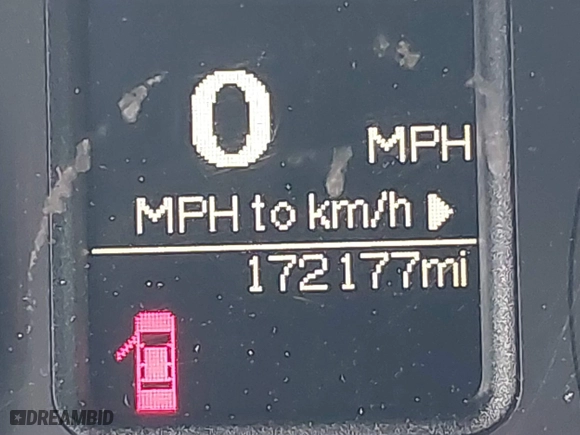 0 MPH
MPH to km/h ▶
172177mi
DREAMBID